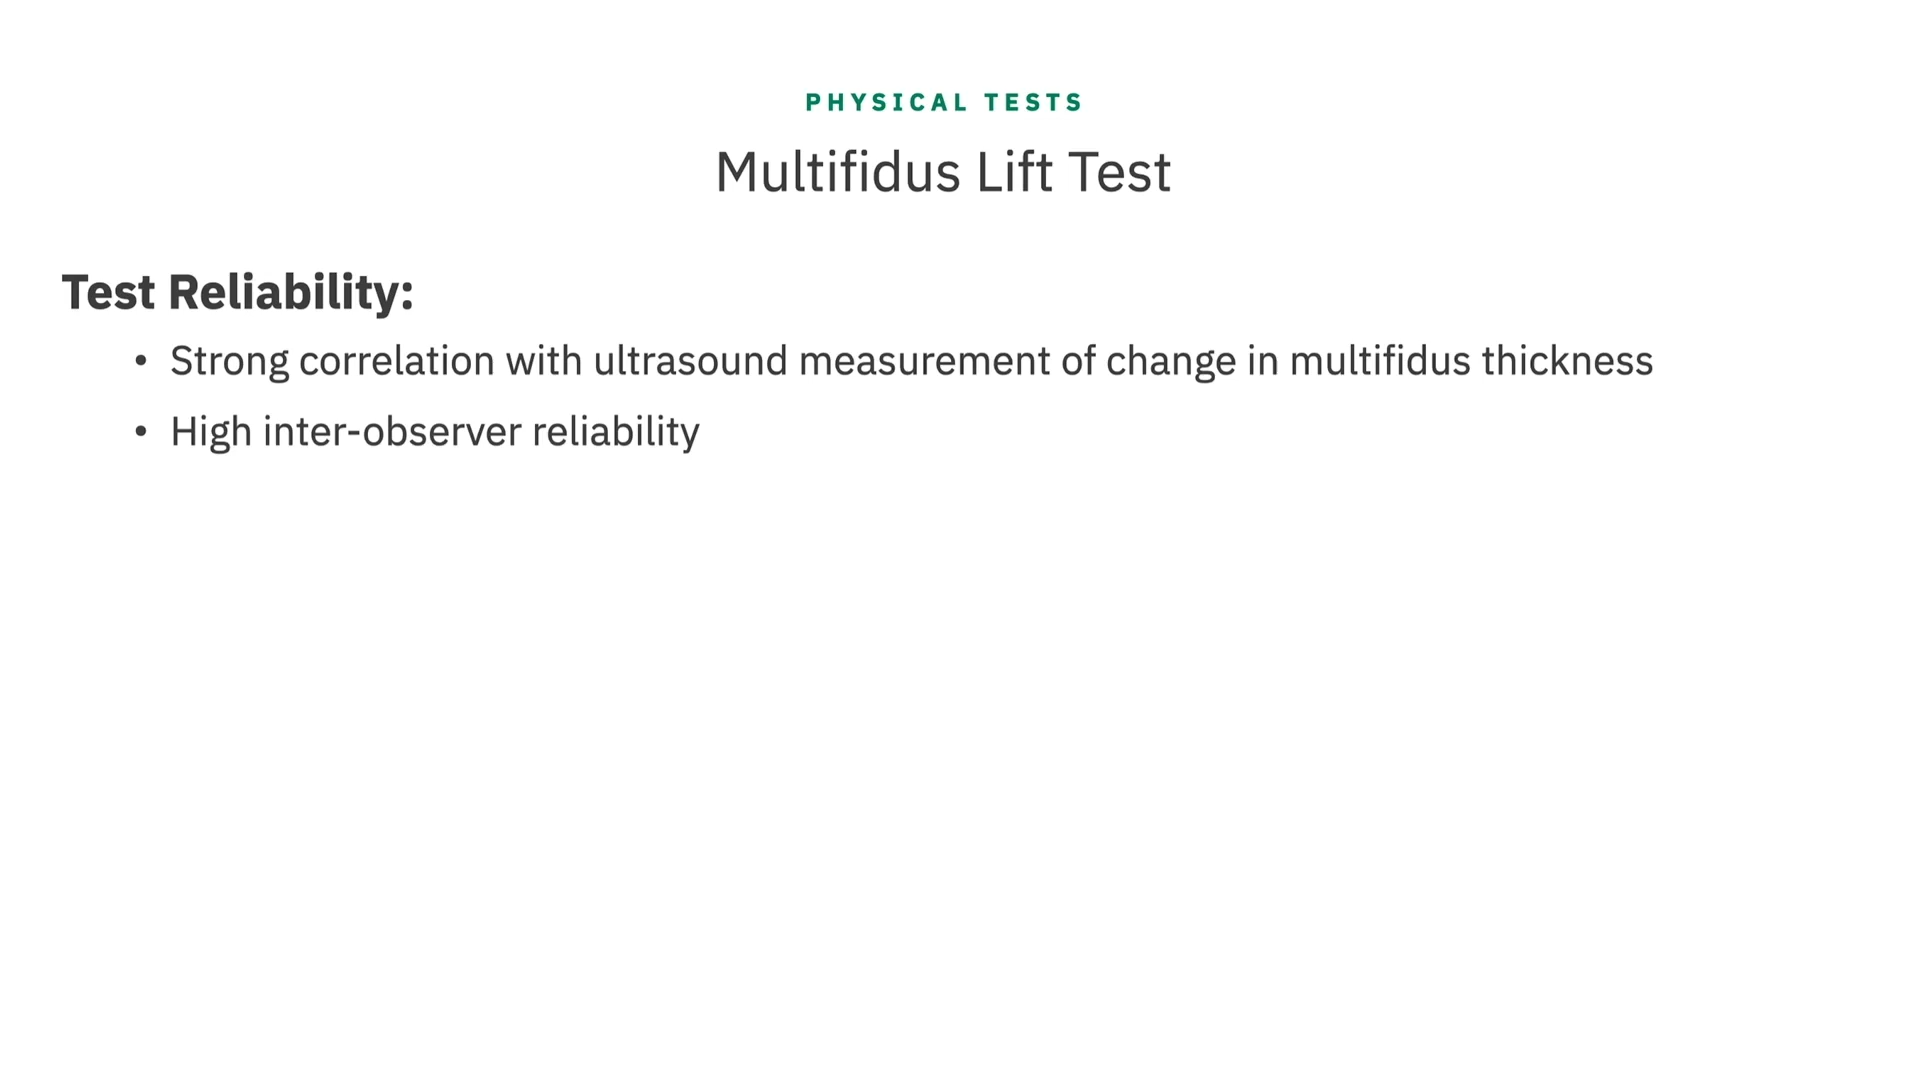 PHYSICAL TESTS
Multifidus Lift Test
Test Reliability:
• Strong correlation with ultrasound measurement of change in multifidus thickness
• High inter-observer reliability